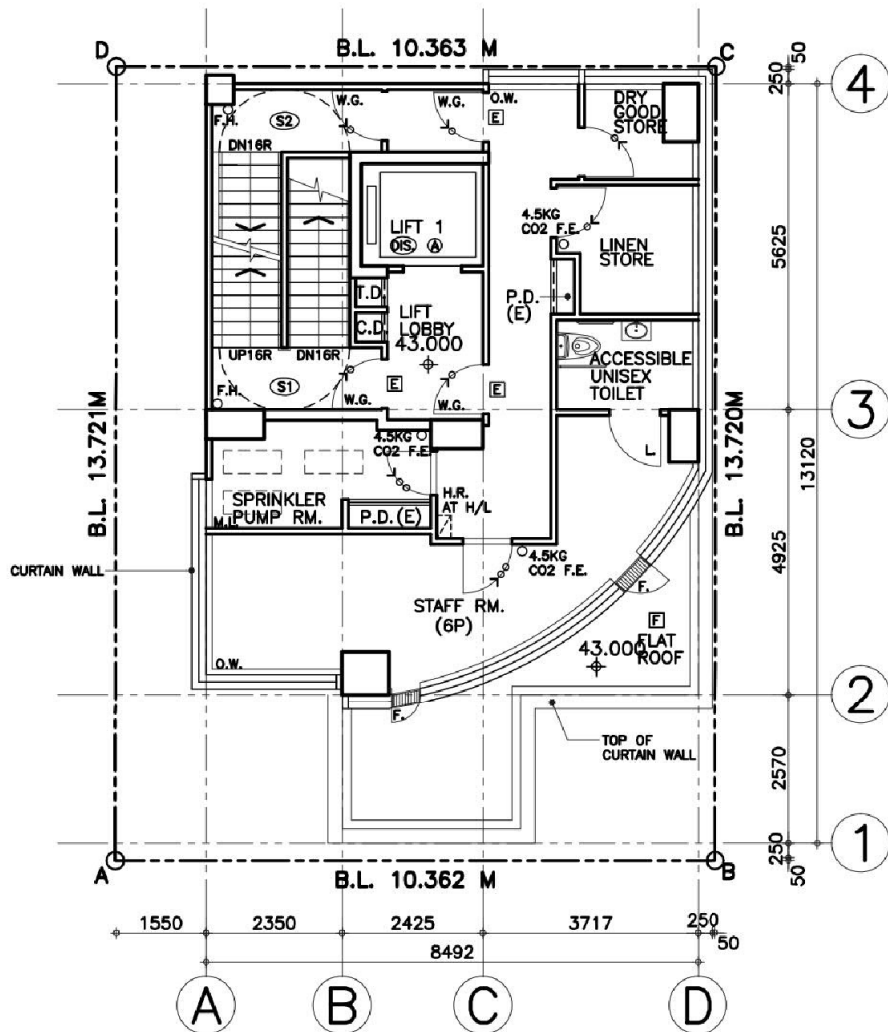 D
B.L. 10.363 M
C
50
250
4
W.G.
W.G.
O.W.
DRY
GOOD
STORE
F.H.
S2
E
DN16R
4.5KG
CO2 F.E.
LIFT 1
DIS.
A
LINEN
STORE
5625
T.D.
P.D.
(E)
LIFT
LOBBY
43.000
C.D.
UP16R
DN16R
ACCESSIBLE
UNISEX
TOILET
S1
E
E
F.H.
W.G.
W.G.
3
B.L. 13.721M
B.L. 13.720M
13120
4.5KG
CO2 F.E.
L.
SPRINKLER
PUMP RM.
H.R.
AT H/L
M.L.
P.D. (E)
4.5KG
CO2 F.E.
4925
CURTAIN WALL
F.
STAFF RM.
(6P)
F
43.000
FLAT
ROOF
O.W.
2
F.
TOP OF
CURTAIN WALL
2570
1
250
50
A
B
B.L. 10.362 M
1550
2350
2425
3717
250
50
8492
A
B
C
D